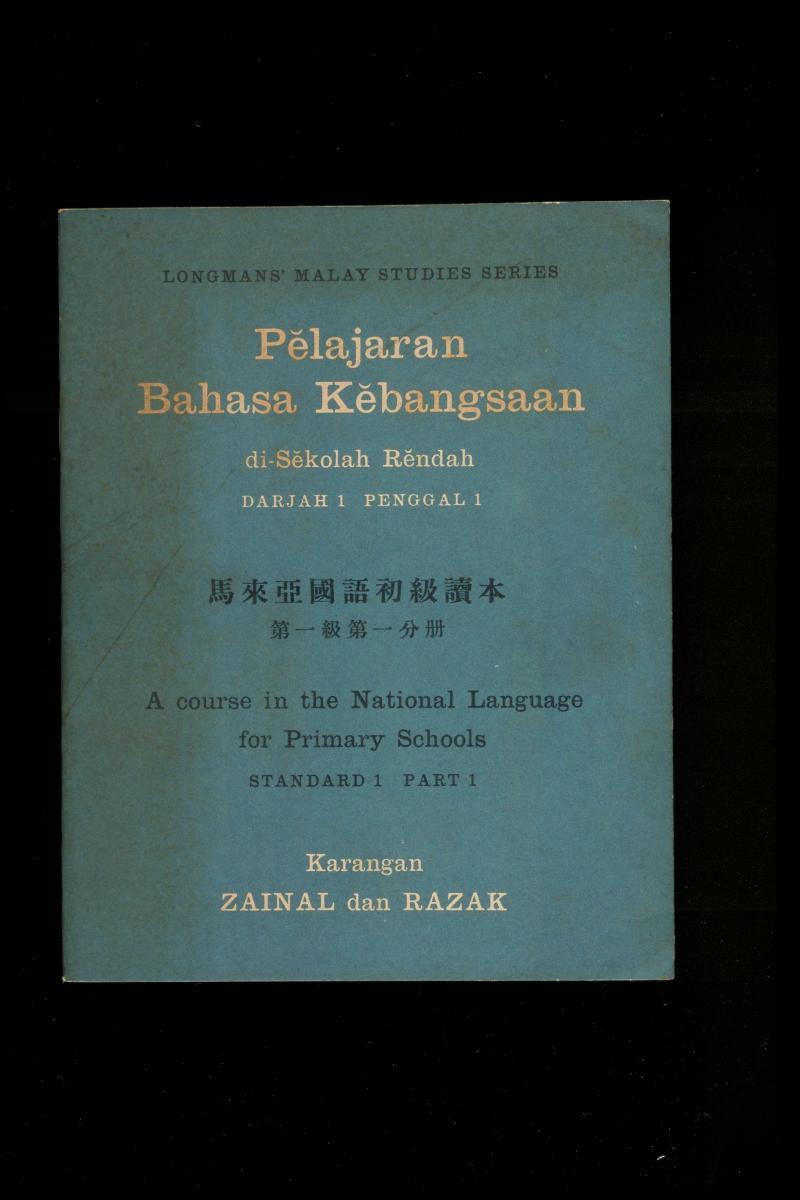 LONGMANS' MALAY STUDIES SERIES
Pĕlajaran
Bahasa Kĕbangsaan
di-Sĕkolah Rĕndah
DARJAH 1 PENGGAL 1
馬來亞國語初級讀本
第一級第一分册
A course in the National Language
for Primary Schools
STANDARD 1 PART 1
Karangan
ZAINAL dan RAZAK